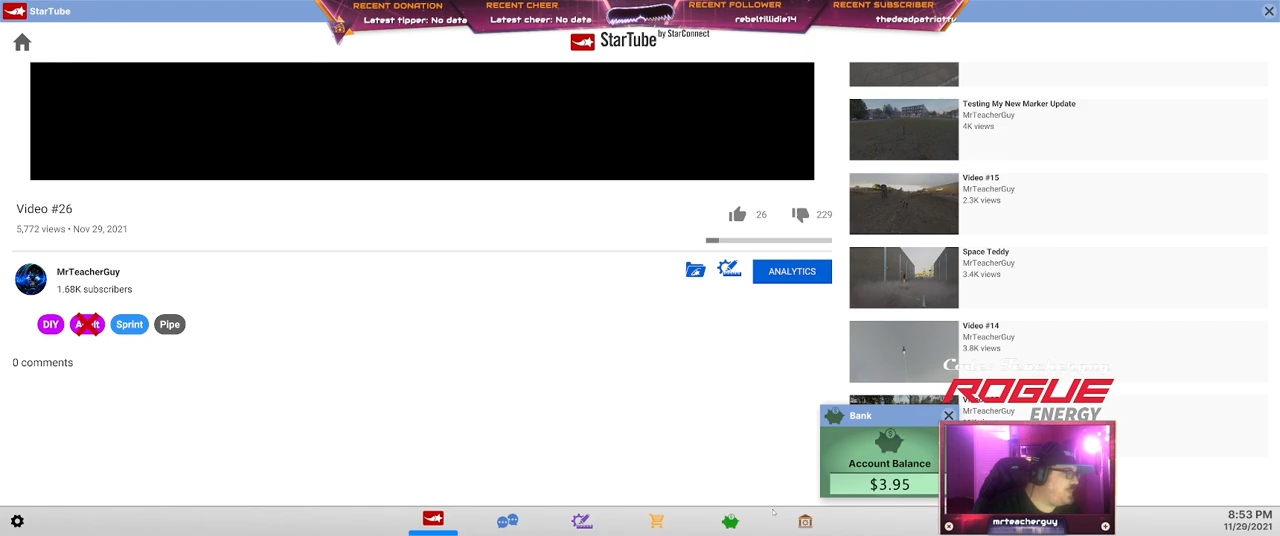 StarTube
RECENT DONATION
Latest tipper: No data
RECENT CHEER
Latest cheer: No data
RECENT FOLLOWER
rebeltillidie14
RECENT SUBSCRIBER
thedeadpatriotty
StarTube by StarConnect
Video #26
5,772 views • Nov 29, 2021
26
229
MrTeacherGuy
1.68K subscribers
ANALYTICS
DIY
Sprint
Pipe
0 comments
Testing My New Marker Update
MrTeacherGuy
4K views
Video #15
MrTeacherGuy
2.3K views
Space Teddy
MrTeacherGuy
3.4K views
Video #14
MrTeacherGuy
3.8K views
ROGUE
ENERGY
MrTeacherGuy
Bank
Account Balance
$3.95
mrteacherguy
8:53 PM
11/29/2021